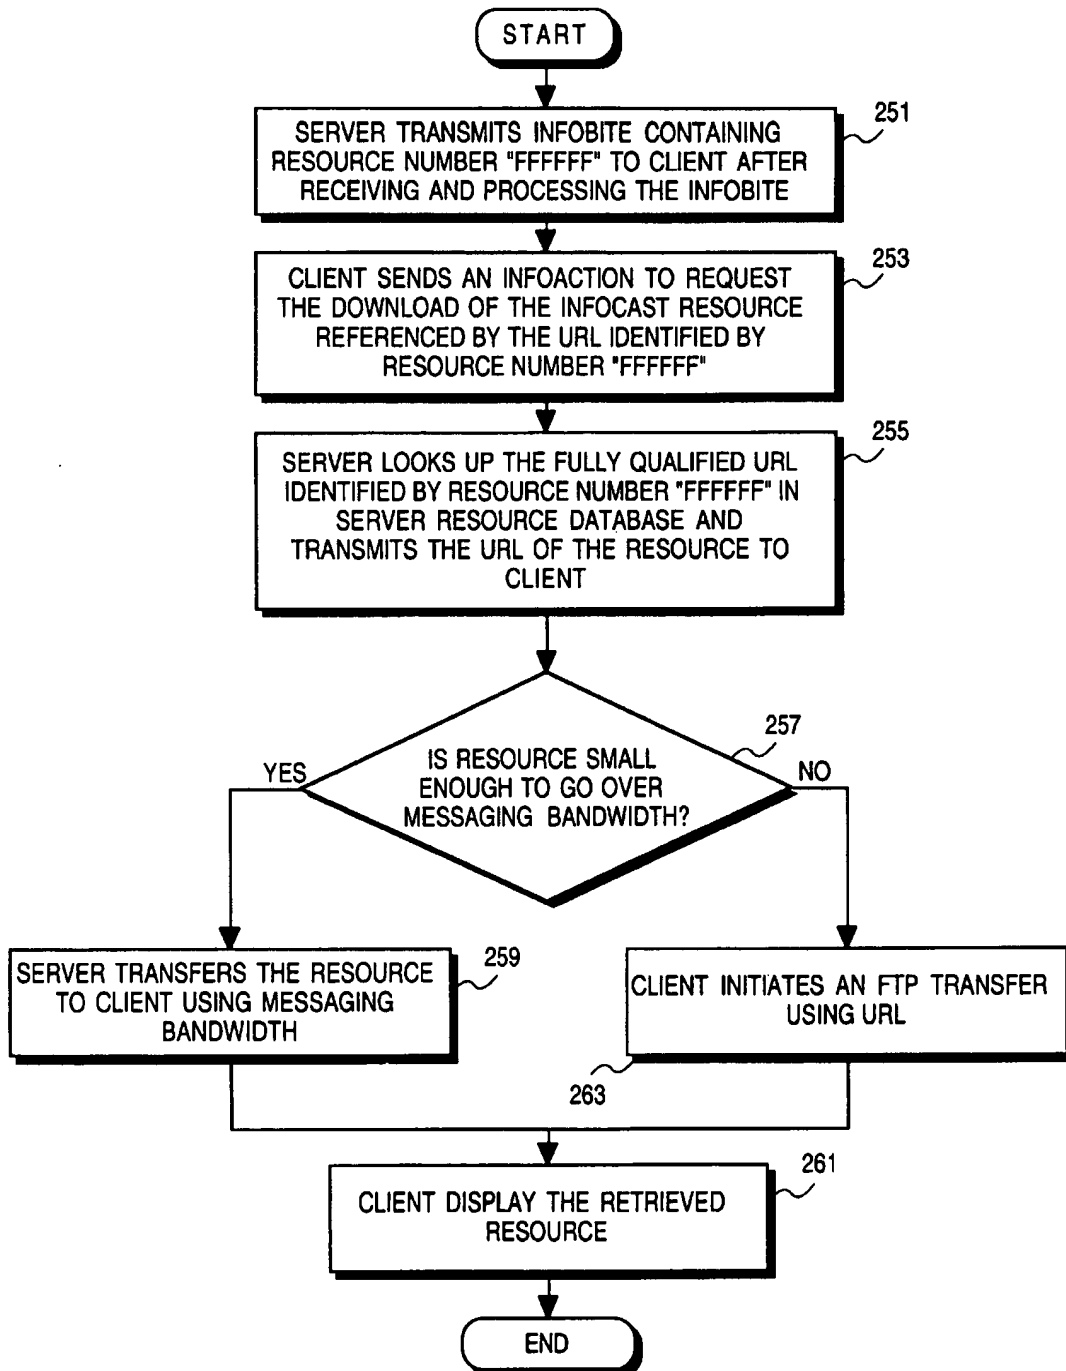 START
251
SERVER TRANSMITS INFOBITE CONTAINING
RESOURCE NUMBER "FFFFFF" TO CLIENT AFTER
RECEIVING AND PROCESSING THE INFOBITE
253
CLIENT SENDS AN INFOACTION TO REQUEST
THE DOWNLOAD OF THE INFOCAST RESOURCE
REFERENCED BY THE URL IDENTIFIED BY
RESOURCE NUMBER "FFFFFF"
255
SERVER LOOKS UP THE FULLY QUALIFIED URL
IDENTIFIED BY RESOURCE NUMBER "FFFFFF" IN
SERVER RESOURCE DATABASE AND
TRANSMITS THE URL OF THE RESOURCE TO
CLIENT
257
IS RESOURCE SMALL
ENOUGH TO GO OVER
MESSAGING BANDWIDTH?
YES
NO
259
SERVER TRANSFERS THE RESOURCE
TO CLIENT USING MESSAGING
BANDWIDTH
CLIENT INITIATES AN FTP TRANSFER
USING URL
263
261
CLIENT DISPLAY THE RETRIEVED
RESOURCE
END